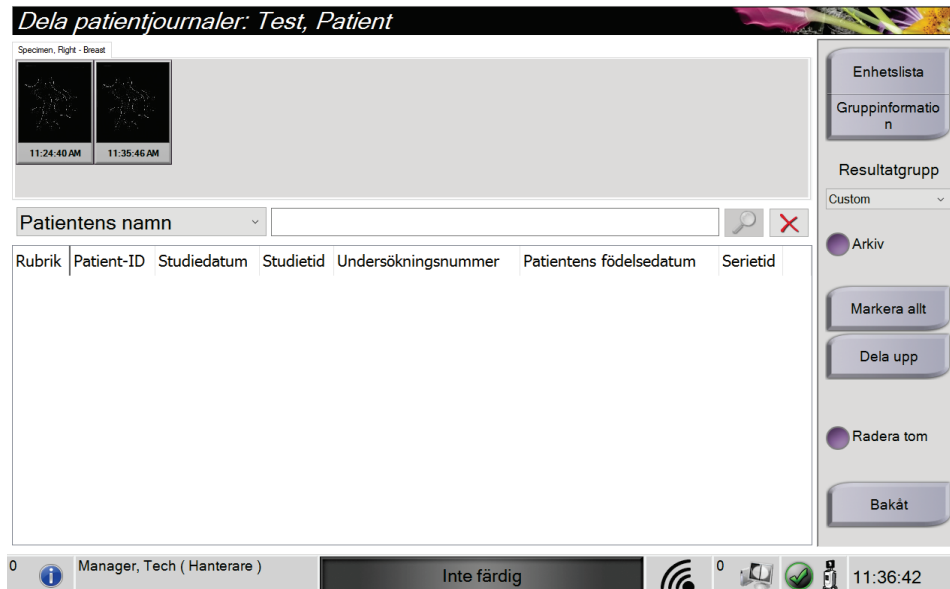 Dela patientjournaler: Test, Patient
Specimen, Right - Breast
11:24:40 AM 11:35:46 AM
Patientens namn
Rubrik Patient-ID Studiedatum Studietid Undersökningsnummer Patientens födelsedatum Serietid
Enhetslista
Gruppinformatio
n
Resultatgrupp
Custom
Arkiv
Markera allt
Dela upp
Radera tom
Bakåt
0 Manager, Tech ( Hanterare ) Inte färdig 0 11:36:42